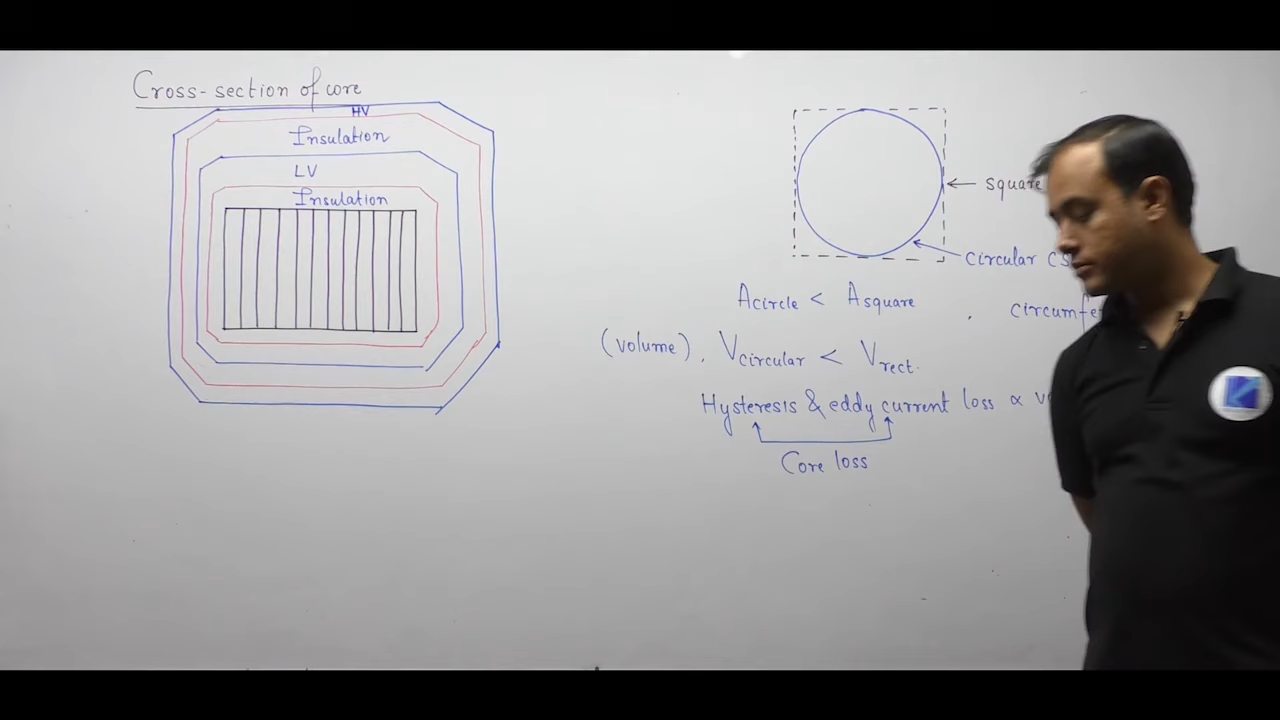 Cross-section of core
HV
Insulation
LV
Insulation
square
circular
Acircle < Asquare
(volume). Vcircular < Vrect.
Hysteresis & eddy current loss ∝
Core loss